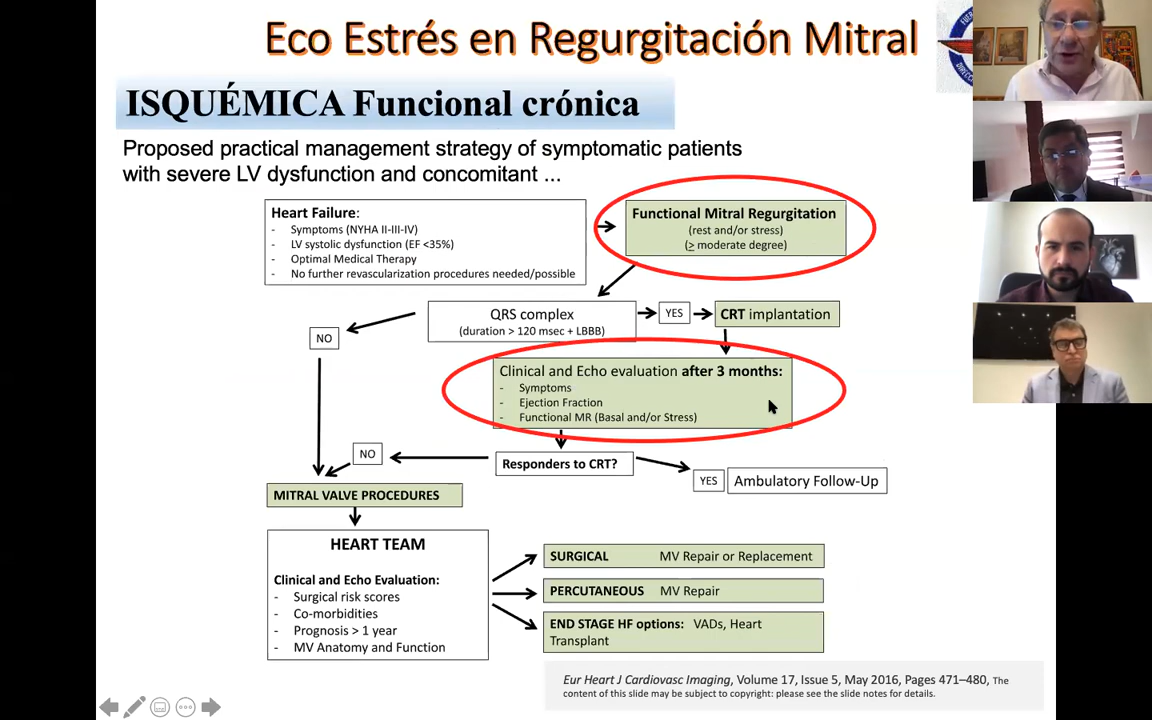 Eco Estrés en Regurgitación Mitral
ISQUÉMICA Funcional crónica
Proposed practical management strategy of symptomatic patients
with severe LV dysfunction and concomitant ...
Heart Failure:
- Symptoms (NYHA II-III-IV)
- LV systolic dysfunction (EF <35%)
- Optimal Medical Therapy
- No further revascularization procedures needed/possible
Functional Mitral Regurgitation
(rest and/or stress)
(≥ moderate degree)
QRS complex
(duration > 120 msec + LBBB)
YES
CRT implantation
NO
Clinical and Echo evaluation after 3 months:
- Symptoms
- Ejection Fraction
- Functional MR (Basal and/or Stress)
NO
Responders to CRT?
YES
Ambulatory Follow-Up
MITRAL VALVE PROCEDURES
HEART TEAM
Clinical and Echo Evaluation:
- Surgical risk scores
- Co-morbidities
- Prognosis > 1 year
- MV Anatomy and Function
SURGICAL MV Repair or Replacement
PERCUTANEOUS MV Repair
END STAGE HF options: VADs, Heart
Transplant
Eur Heart J Cardiovasc Imaging, Volume 17, Issue 5, May 2016, Pages 471–480, The
content of this slide may be subject to copyright: please see the slide notes for details.